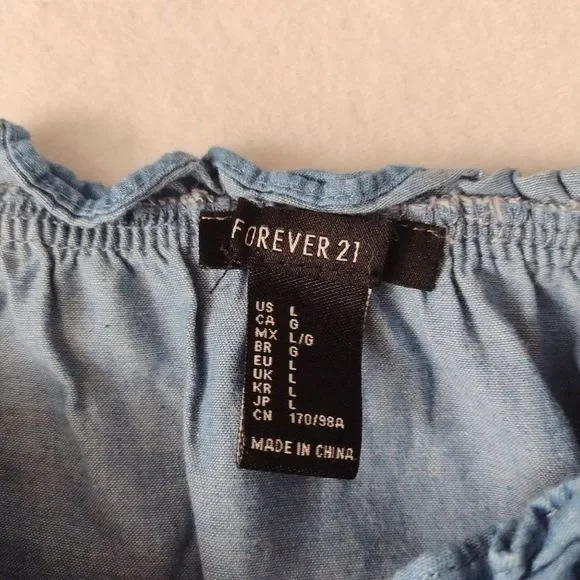 FOREVER 21
US L
CA G
MX L/G
BR G
EU L
UK L
KR L
JP L
CN 170/98A
MADE IN CHINA